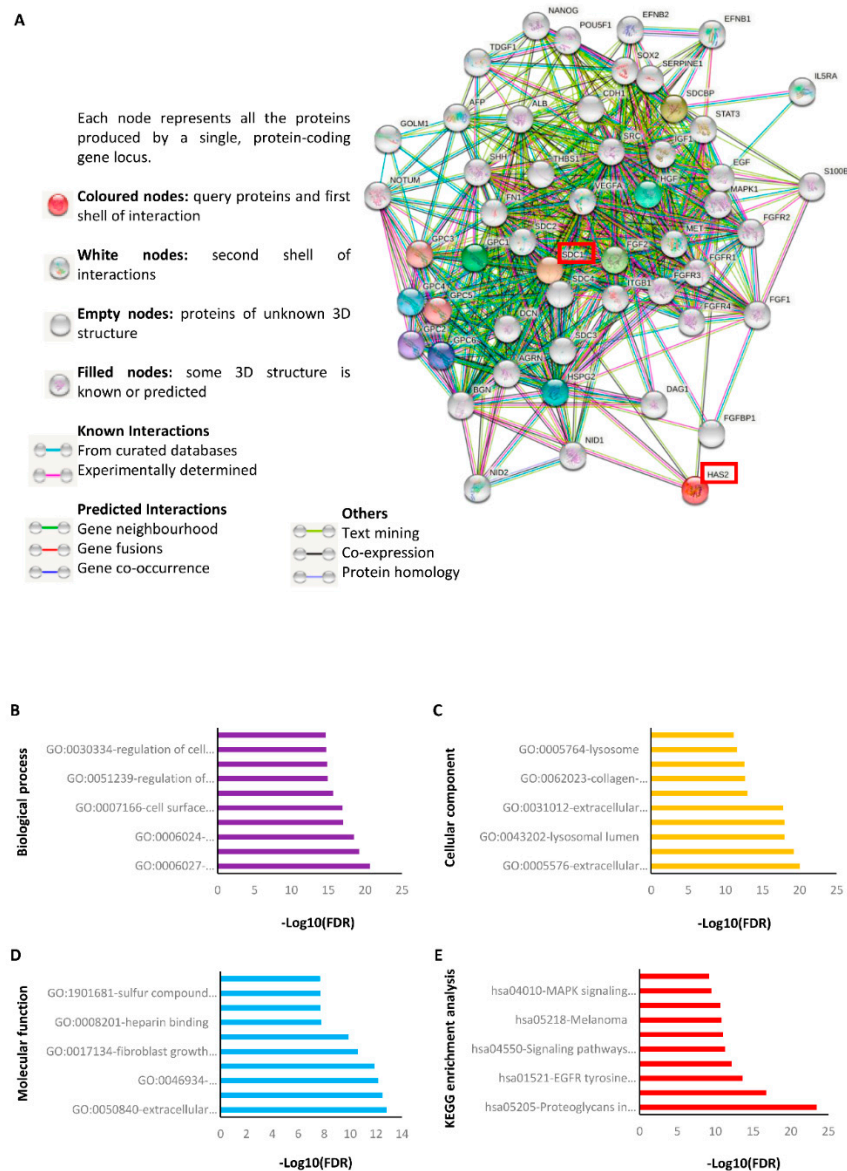 A
Each node represents all the proteins
produced by a single, protein-coding
gene locus.
Coloured nodes: query proteins and first
shell of interaction
White nodes: second shell of
interactions
Empty nodes: proteins of unknown 3D
structure
Filled nodes: some 3D structure is
known or predicted
Known Interactions
From curated databases
Experimentally determined
Predicted Interactions
Gene neighbourhood
Gene fusions
Gene co-occurrence
Others
Text mining
Co-expression
Protein homology
NANOG
POU5F1
EFNB2
EFNB1
TDGF1
SOX2
SERPINE1
IL5RA
CDH1
SDCBP
AFP
ALB
STAT3
GOLM1
SRC
IGF1
SHH
THBS1
EGF
S100B
NOTUM
VEGFA
HGF
MAPK1
FN1
FGFR2
SDC2
MET
GPC3
GPC1
SDC1
FGF2
FGFR1
SDC4
FGFR3
GPC4
GPC5
ITGB1
FGF1
DCN
FGFR4
GPC2
GPC6
SDC3
AGRN
HSPG2
BGN
DAG1
FGFBP1
NID1
NID2
HAS2
B
Biological process
GO:0030334-regulation of cell...
GO:0051239-regulation of...
GO:0007166-cell surface...
GO:0006024-...
GO:0006027-...
0 5 10 15 20 25
-Log10(FDR)
C
Cellular component
GO:0005764-lysosome
GO:0062023-collagen-...
GO:0031012-extracellular...
GO:0043202-lysosomal lumen
GO:0005576-extracellular...
0 5 10 15 20 25
-Log10(FDR)
D
Molecular function
GO:1901681-sulfur compound...
GO:0008201-heparin binding
GO:0017134-fibroblast growth...
GO:0046934-...
GO:0050840-extracellular...
0 2 4 6 8 10 12 14
-Log10(FDR)
E
KEGG enrichment analysis
hsa04010-MAPK signaling...
hsa05218-Melanoma
hsa04550-Signaling pathways...
hsa01521-EGFR tyrosine...
hsa05205-Proteoglycans in...
0 5 10 15 20 25
-Log10(FDR)